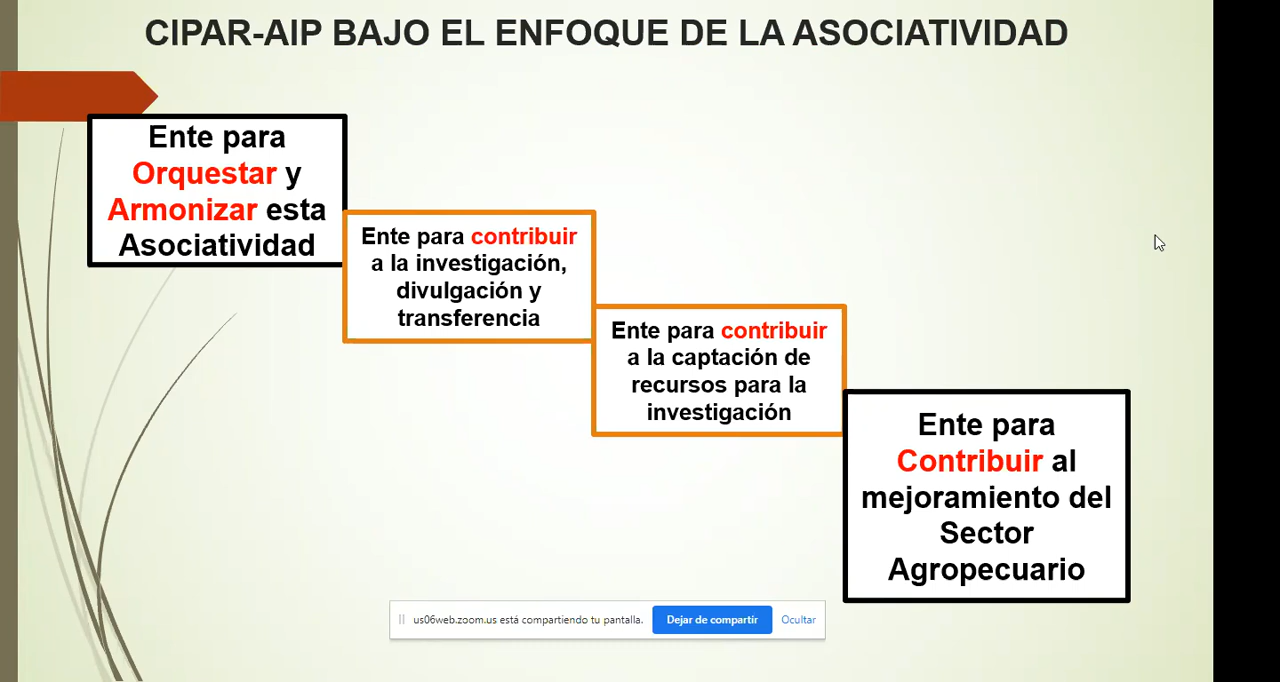 CIPAR-AIP BAJO EL ENFOQUE DE LA ASOCIATIVIDAD
Ente para
Orquestar y
Armonizar esta
Asociatividad
Ente para contribuir
a la investigación,
divulgación y
transferencia
Ente para contribuir
a la captación de
recursos para la
investigación
Ente para
Contribuir al
mejoramiento del
Sector
Agropecuario
us06web.zoom.us está compartiendo tu pantalla.
Dejar de compartir
Ocultar